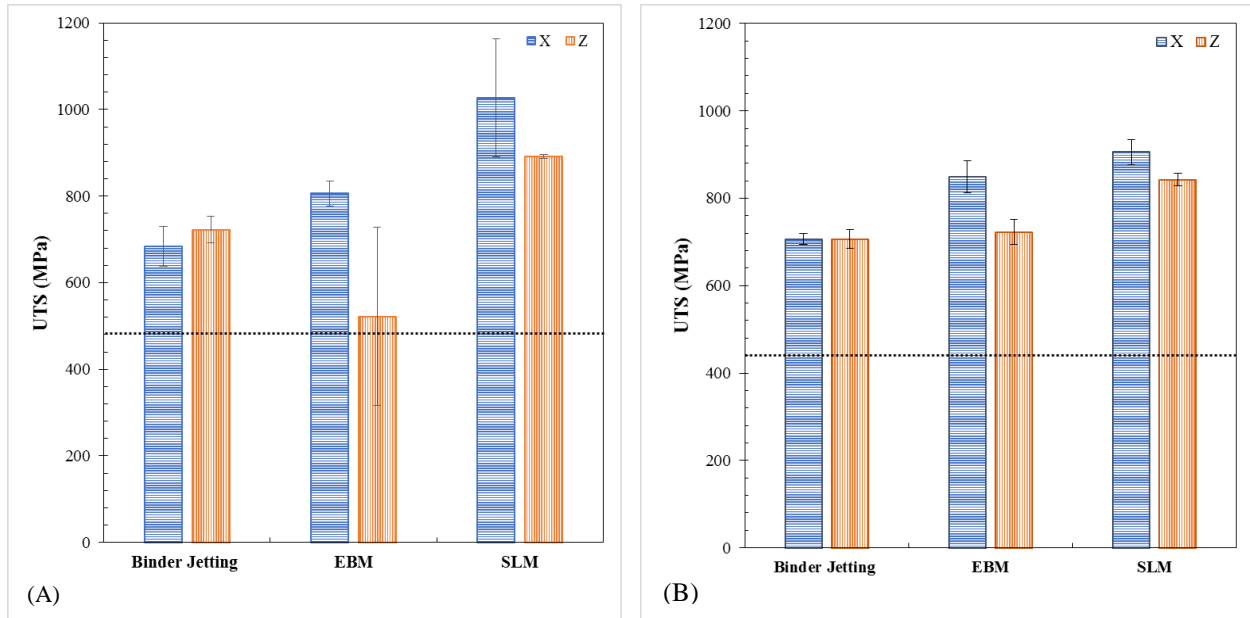 1200
1000
800
600
400
200
0
UTS (MPa)
X Z
Binder Jetting EBM SLM
(A)
1200
1000
800
600
400
200
0
UTS (MPa)
X Z
Binder Jetting EBM SLM
(B)